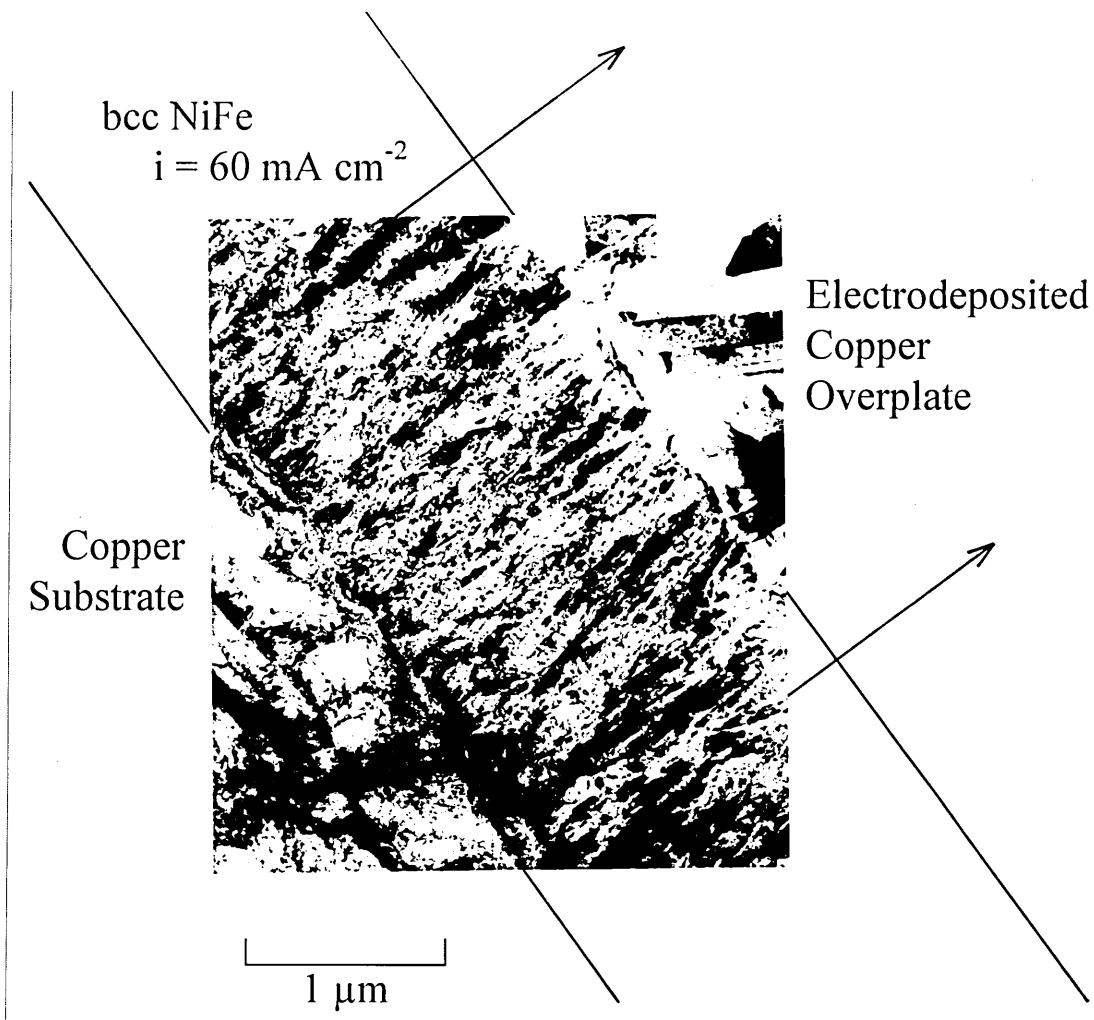 bcc NiFe
i = 60 mA cm⁻²
Electrodeposited
Copper
Overplate
Copper
Substrate
1 µm